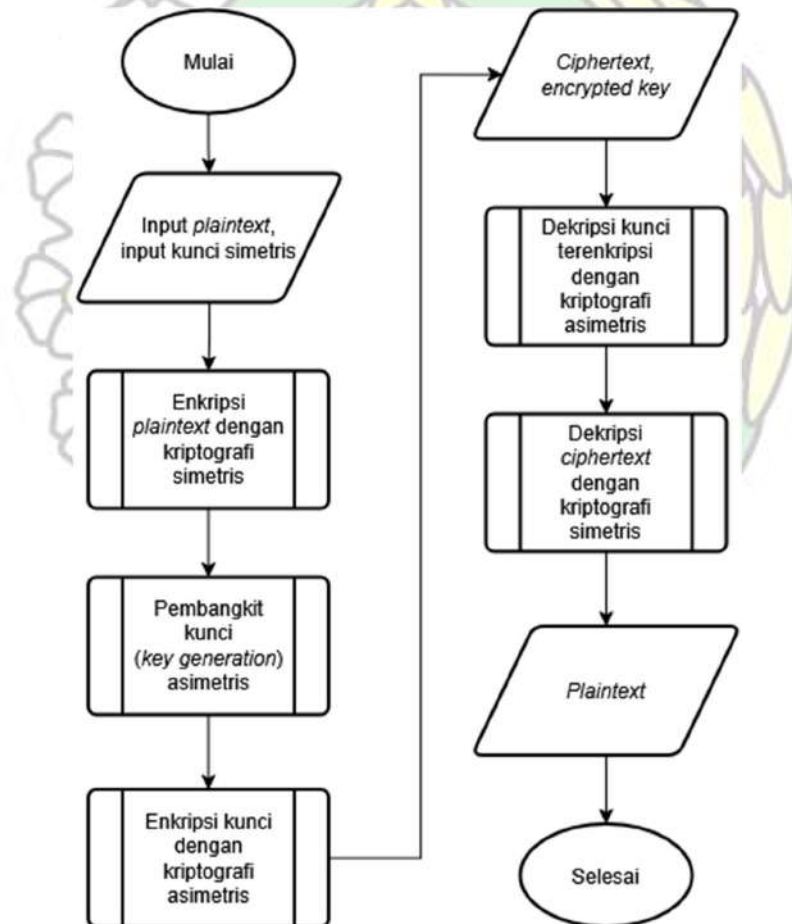 Mulai
Input plaintext,
input kunci simetris
Enkripsi
plaintext dengan
kriptografi
simetris
Pembangkit
kunci
(key generation)
asimetris
Enkripsi kunci
dengan
kriptografi
asimetris
Ciphertext,
encrypted key
Dekripsi kunci
terenkripsi
dengan
kriptografi
asimetris
Dekripsi
ciphertext
dengan
kriptografi
simetris
Plaintext
Selesai